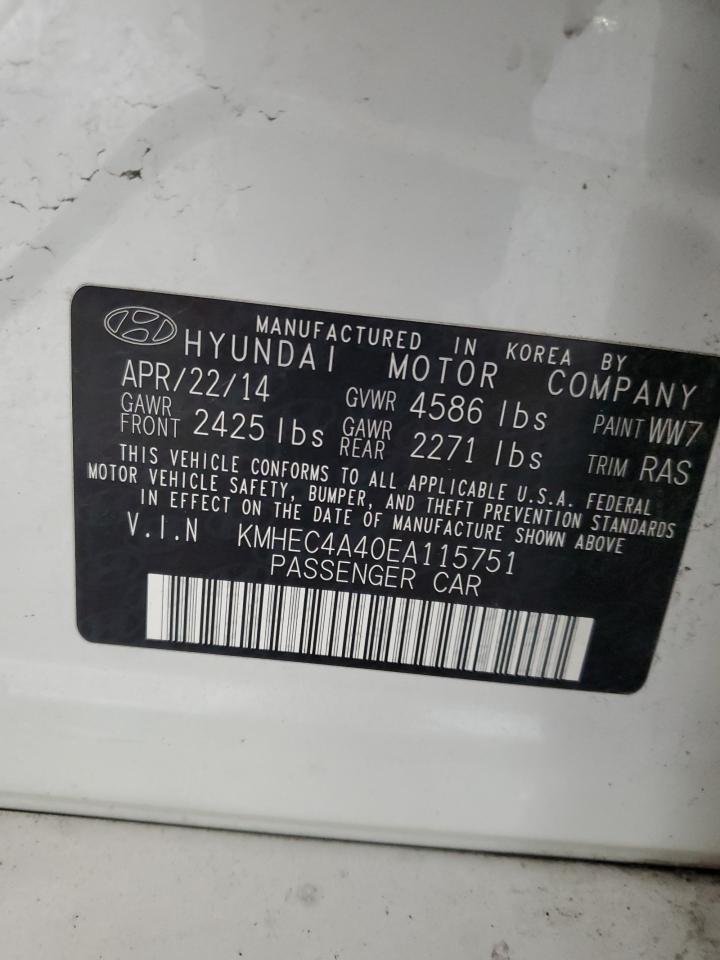 MANUFACTURED IN KOREA BY
HYUNDAI MOTOR COMPANY
APR/22/14 GVWR 4586 lbs PAINT WW7
GAWR FRONT 2425 lbs GAWR REAR 2271 lbs TRIM RAS
THIS VEHICLE CONFORMS TO ALL APPLICABLE U.S.A. FEDERAL
MOTOR VEHICLE SAFETY, BUMPER, AND THEFT PREVENTION STANDARDS
IN EFFECT ON THE DATE OF MANUFACTURE SHOWN ABOVE
V.I.N KMHEC4A40EA115751
PASSENGER CAR